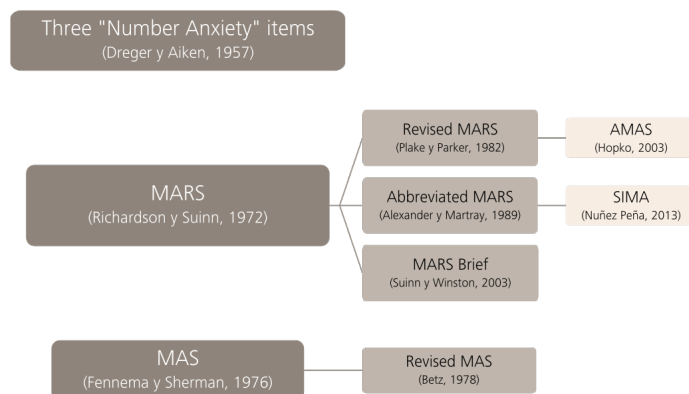 Three "Number Anxiety" items
(Dreger y Aiken, 1957)
MARS
(Richardson y Suinn, 1972)
Revised MARS
(Plake y Parker, 1982)
AMAS
(Hopko, 2003)
Abbreviated MARS
(Alexander y Martray, 1989)
SIMA
(Nuñez Peña, 2013)
MARS Brief
(Suinn y Winston, 2003)
MAS
(Fennema y Sherman, 1976)
Revised MAS
(Betz, 1978)